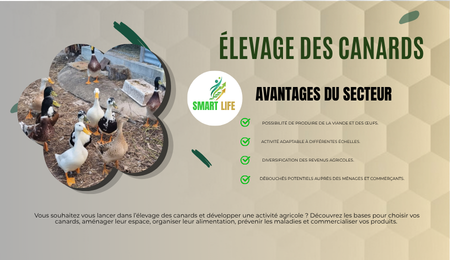 ÉLEVAGE DES CANARDS
SMART LIFE
AVANTAGES DU SECTEUR
POSSIBILITÉ DE PRODUIRE DE LA VIANDE ET DES ŒUFS.
ACTIVITÉ ADAPTABLE À DIFFÉRENTES ÉCHELLES.
DIVERSIFICATION DES REVENUS AGRICOLES.
DÉBOUCHÉS POTENTIELS AUPRÈS DES MÉNAGES ET COMMERÇANTS.
Vous souhaitez vous lancer dans l'élevage des canards et développer une activité agricole ? Découvrez les bases pour choisir vos
canards, aménager leur espace, organiser leur alimentation, prévenir les maladies et commercialiser vos produits.